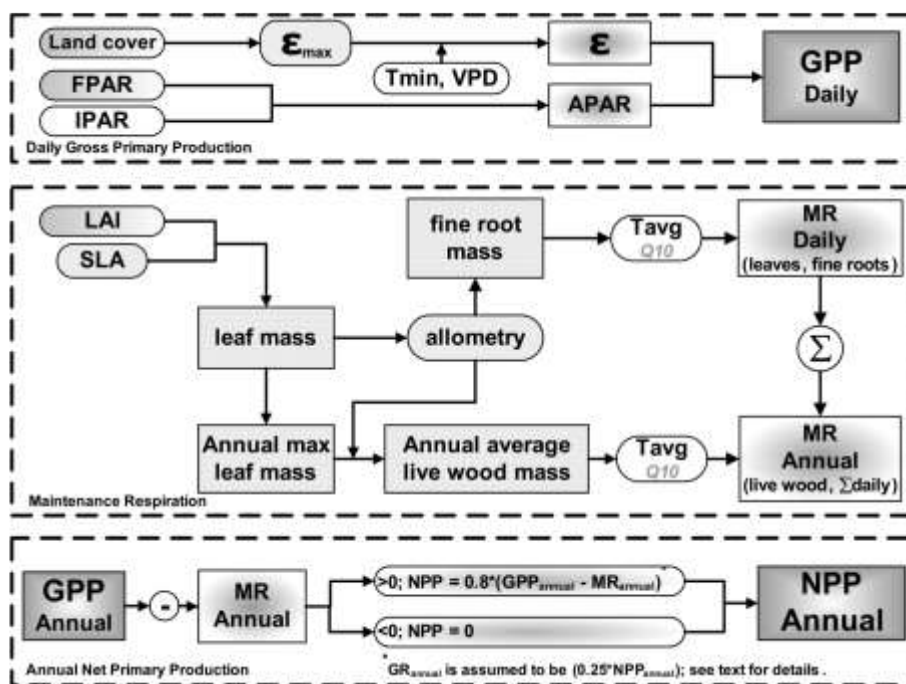 Land cover
εmax
ε
Tmin, VPD
FPAR
IPAR
APAR
GPP
Daily
Daily Gross Primary Production
LAI
SLA
fine root
mass
Tavg
Q10
MR
Daily
(leaves, fine roots)
leaf mass
allometry
Σ
Annual max
leaf mass
Annual average
live wood mass
Tavg
Q10
MR
Annual
(live wood, Σdaily)
Maintenance Respiration
GPP
Annual
-
MR
Annual
>0; NPP = 0.8*(GPPannual - MRannual)*
<0; NPP = 0
NPP
Annual
Annual Net Primary Production
*GRannual is assumed to be (0.25*NPPannual); see text for details.